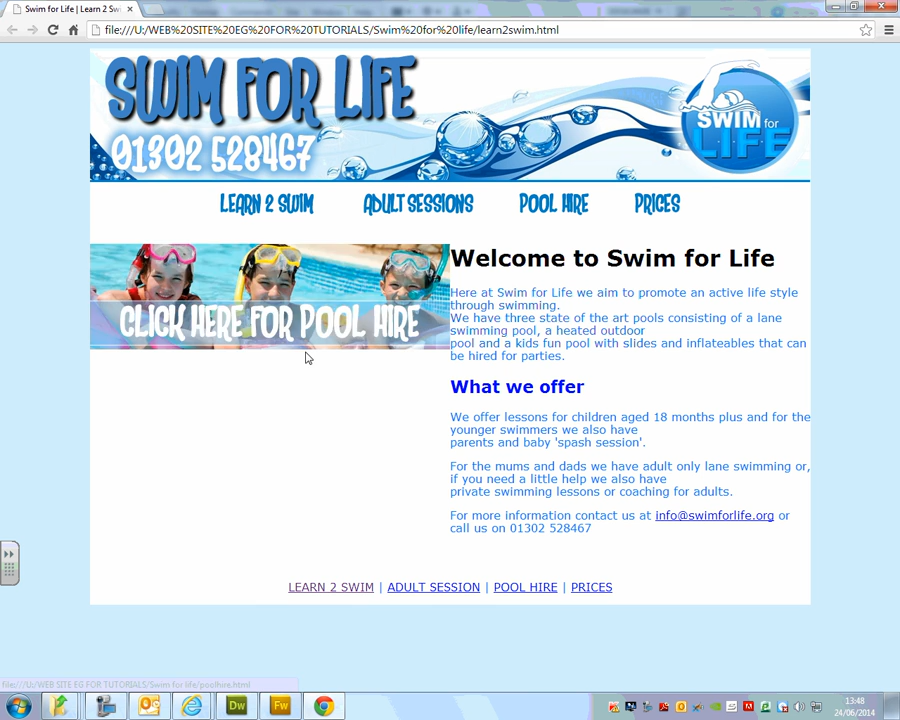 Swim for Life | Learn 2 Swi
file:///U:/WEB%20SITE%20EG%20FOR%20TUTORIALS/Swim%20for%20life/learn2swim.html
SWIM FOR LIFE
01302 528467
SWIM for
LIFE
LEARN 2 SWIM ADULT SESSIONS POOL HIRE PRICES
CLICK HERE FOR POOL HIRE
Welcome to Swim for Life
Here at Swim for Life we aim to promote an active life style
through swimming.
We have three state of the art pools consisting of a lane
swimming pool, a heated outdoor
pool and a kids fun pool with slides and inflateables that can
be hired for parties.
What we offer
We offer lessons for children aged 18 months plus and for the
younger swimmers we also have
parents and baby 'spash session'.
For the mums and dads we have adult only lane swimming or,
if you need a little help we also have
private swimming lessons or coaching for adults.
For more information contact us at info@swimforlife.org or
call us on 01302 528467
LEARN 2 SWIM | ADULT SESSION | POOL HIRE | PRICES
file:///U:/WEB SITE EG FOR TUTORIALS/Swim for life/poolhire.html
Dw
Fw
13:48
24/06/2014